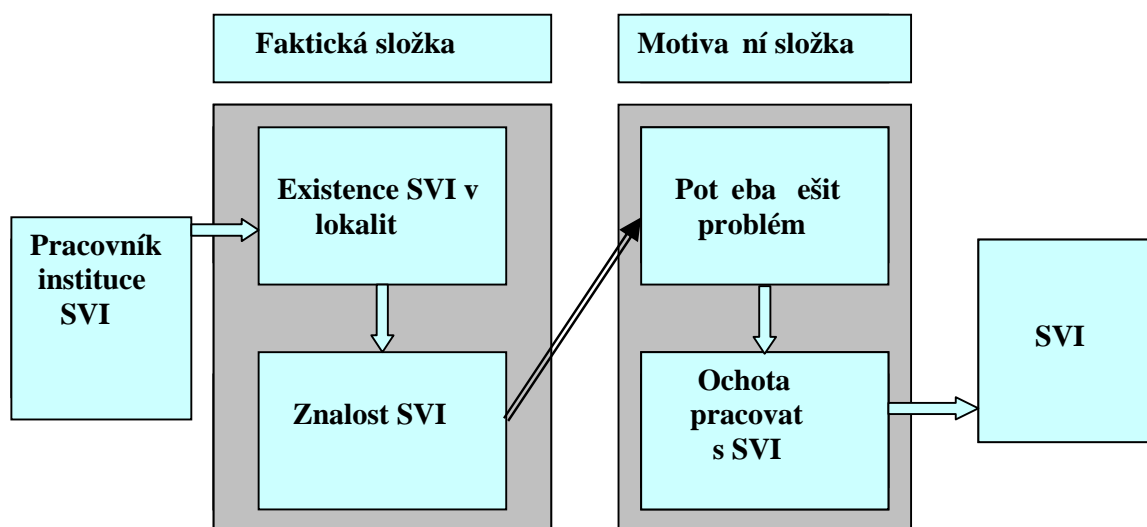 Faktická složka
Motiva ní složka
Pracovník
instituce
SVI
Existence SVI v
lokalit
Znalost SVI
Pot eba ešit
problém
Ochota
pracovat
s SVI
SVI